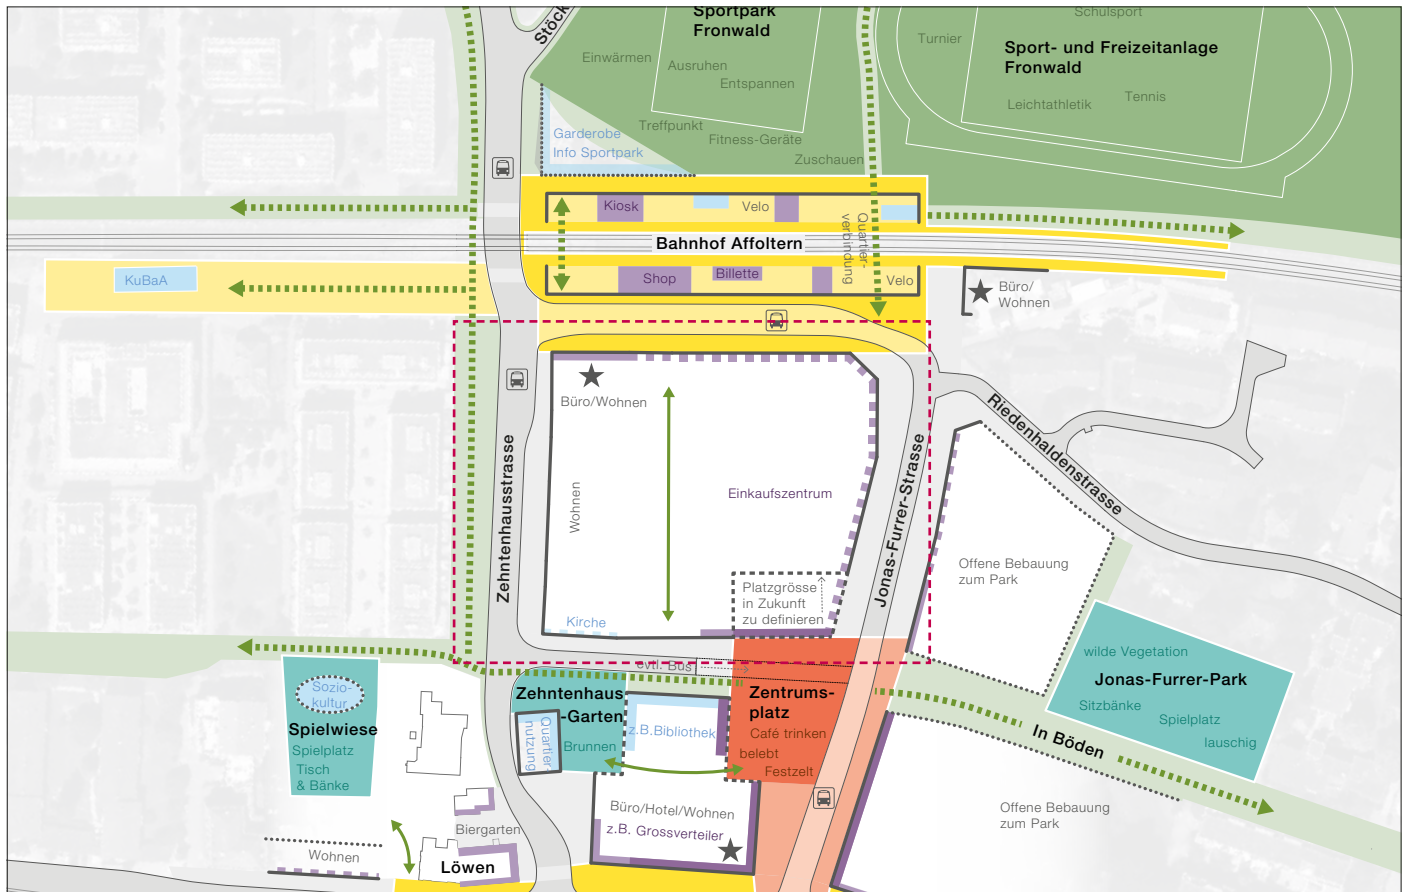 Stöck
Sportpark
Fronwald
Schulsport
Turnier
Sport- und Freizeitanlage
Fronwald
Einwärmen
Ausruhen
Entspannen
Leichtathletik
Tennis
Garderobe
Info Sportpark
Treffpunkt
Fitness-Geräte
Zuschauen
Kiosk
Velo
Quartier-
verbindung
Bahnhof Affoltern
KuBaA
Shop
Billette
Velo
Büro/
Wohnen
Büro/Wohnen
Riedenhaldenstrasse
Zehntenhausstrasse
Wohnen
Einkaufszentrum
Jonas-Furrer-Strasse
Offene Bebauung
zum Park
Platzgrösse
in Zukunft
zu definieren
Kirche
evtl. Bus
wilde Vegetation
Jonas-Furrer-Park
Sitzbänke
Spielplatz
lauschig
Sozio-
kultur
Spielwiese
Spielplatz
Tisch
& Bänke
Zehntenhaus
-Garten
Quartier
nutzung
Brunnen
z.B.Bibliothek
Zentrums-
platz
Café trinken
belebt
Festzelt
In Böden
Büro/Hotel/Wohnen
z.B. Grossverteiler
Offene Bebauung
zum Park
Biergarten
Wohnen
Löwen